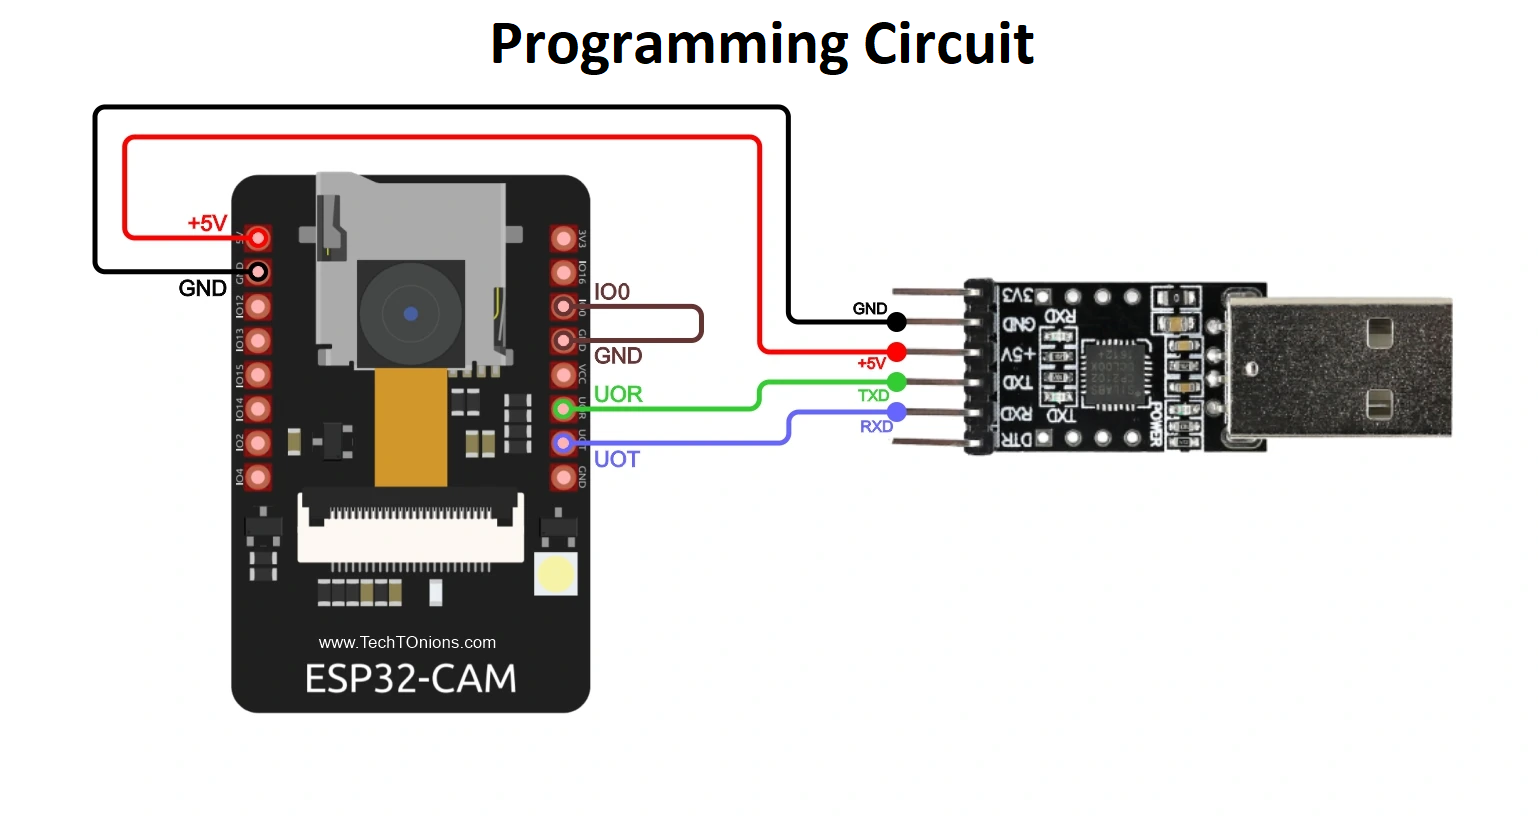 Programming Circuit
+5V
GND
5V
GND
IO12
IO13
IO15
IO14
IO2
IO4
3V3
IO16
IO0
GND
VCC
UOR
UOT
GND
IO0
GND
UOR
UOT
GND
+5V
TXD
RXD
3V3
GND
+5V
TXD
RXD
DTR
RXD
TXD
POWER
www.TechTOnions.com
ESP32-CAM